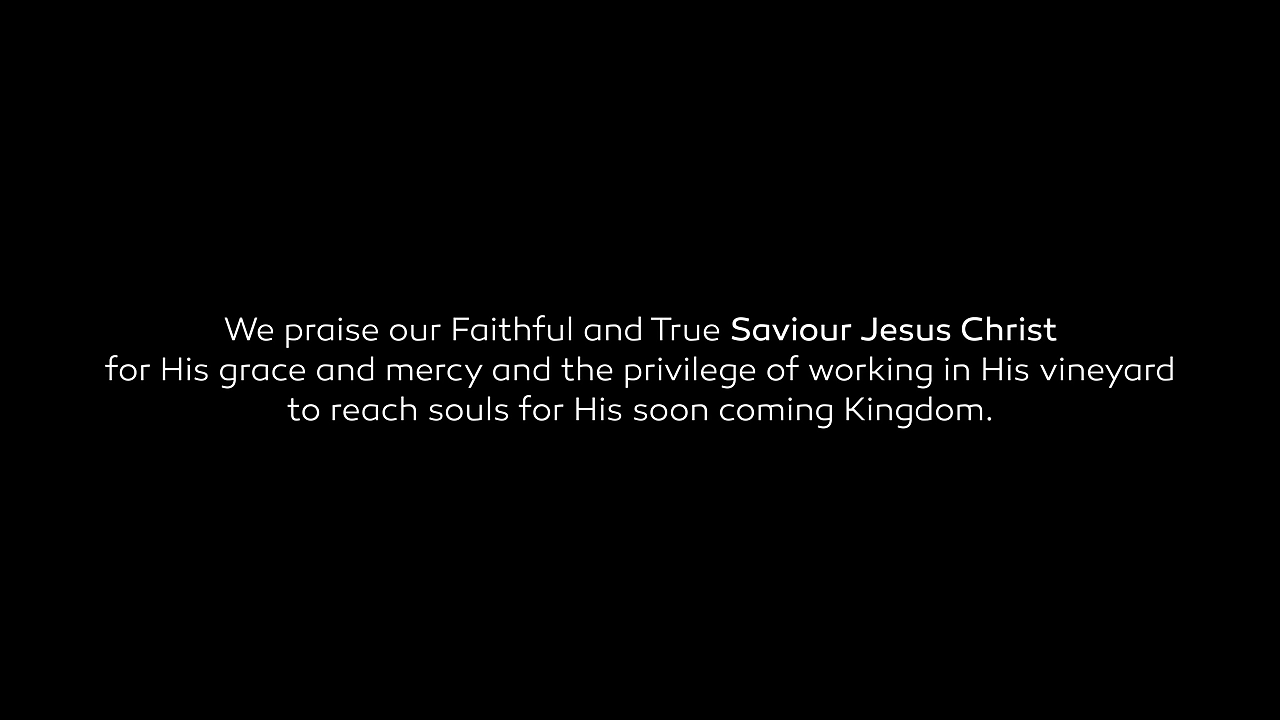 We praise our Faithful and True Saviour Jesus Christ
for His grace and mercy and the privilege of working in His vineyard
to reach souls for His soon coming Kingdom.